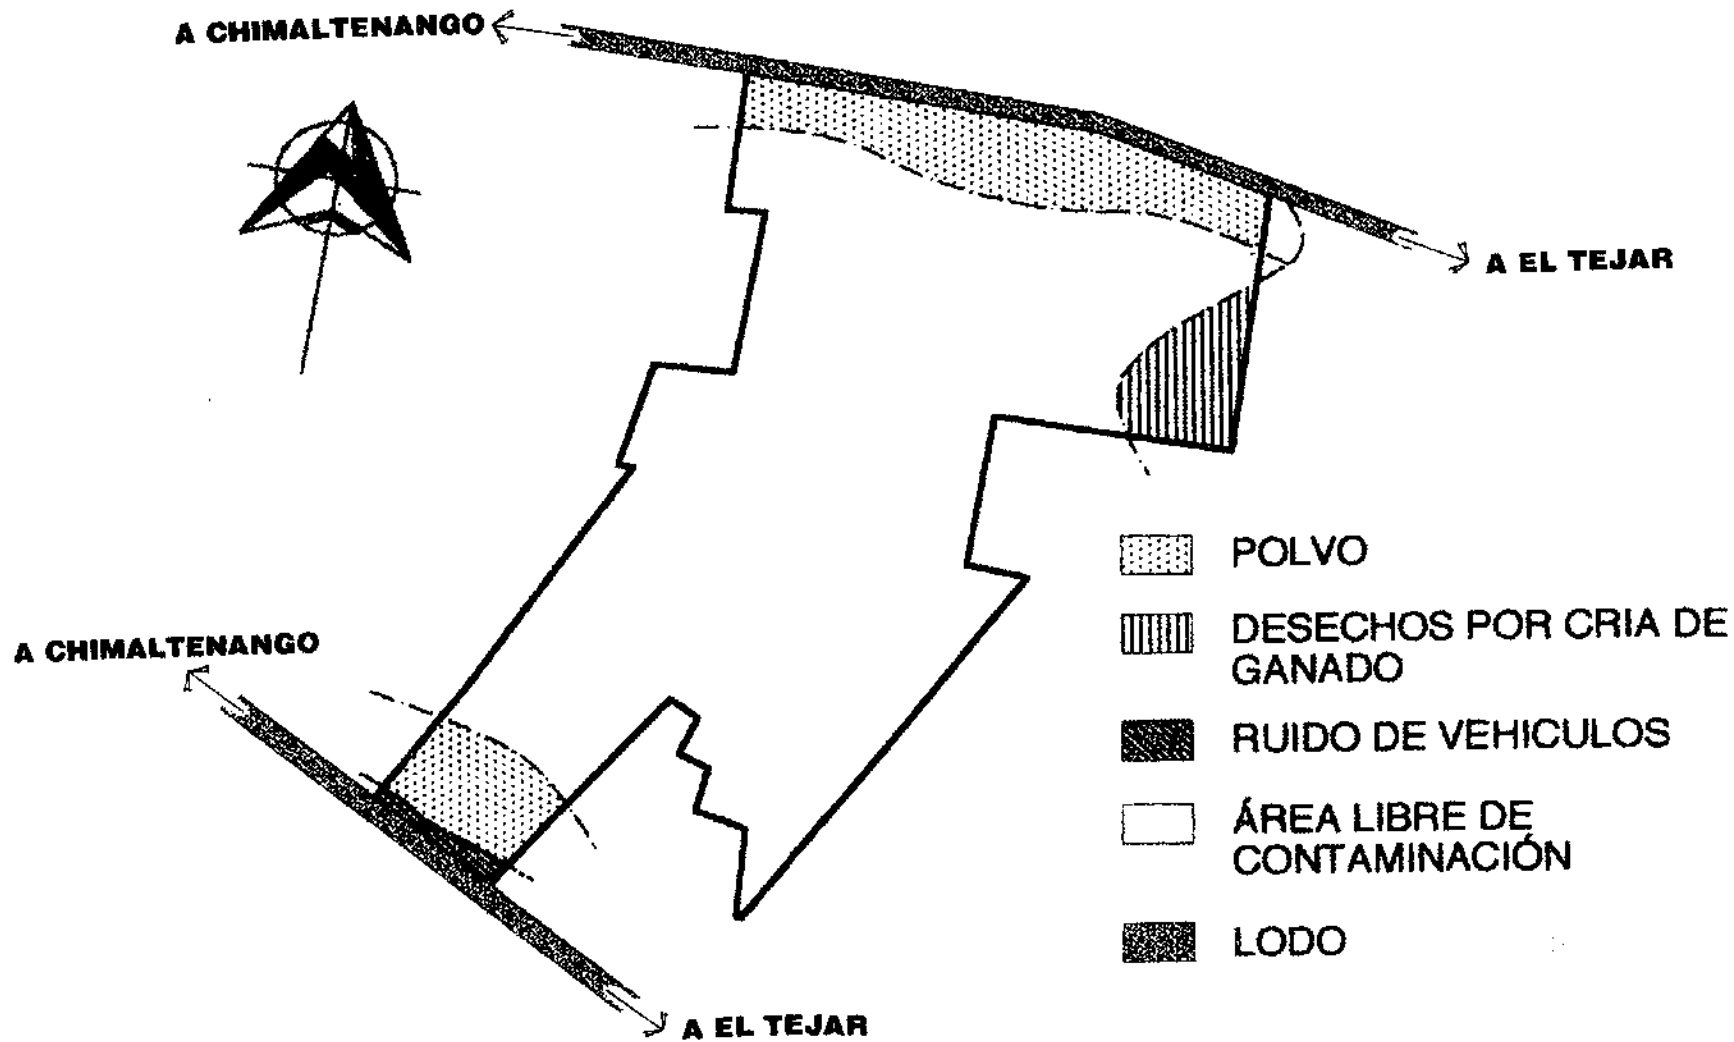 A CHIMALTENANGO
A EL TEJAR
POLVO
DESECHOS POR CRIA DE
GANADO
A CHIMALTENANGO
RUIDO DE VEHICULOS
ÁREA LIBRE DE
CONTAMINACIÓN
LODO
A EL TEJAR